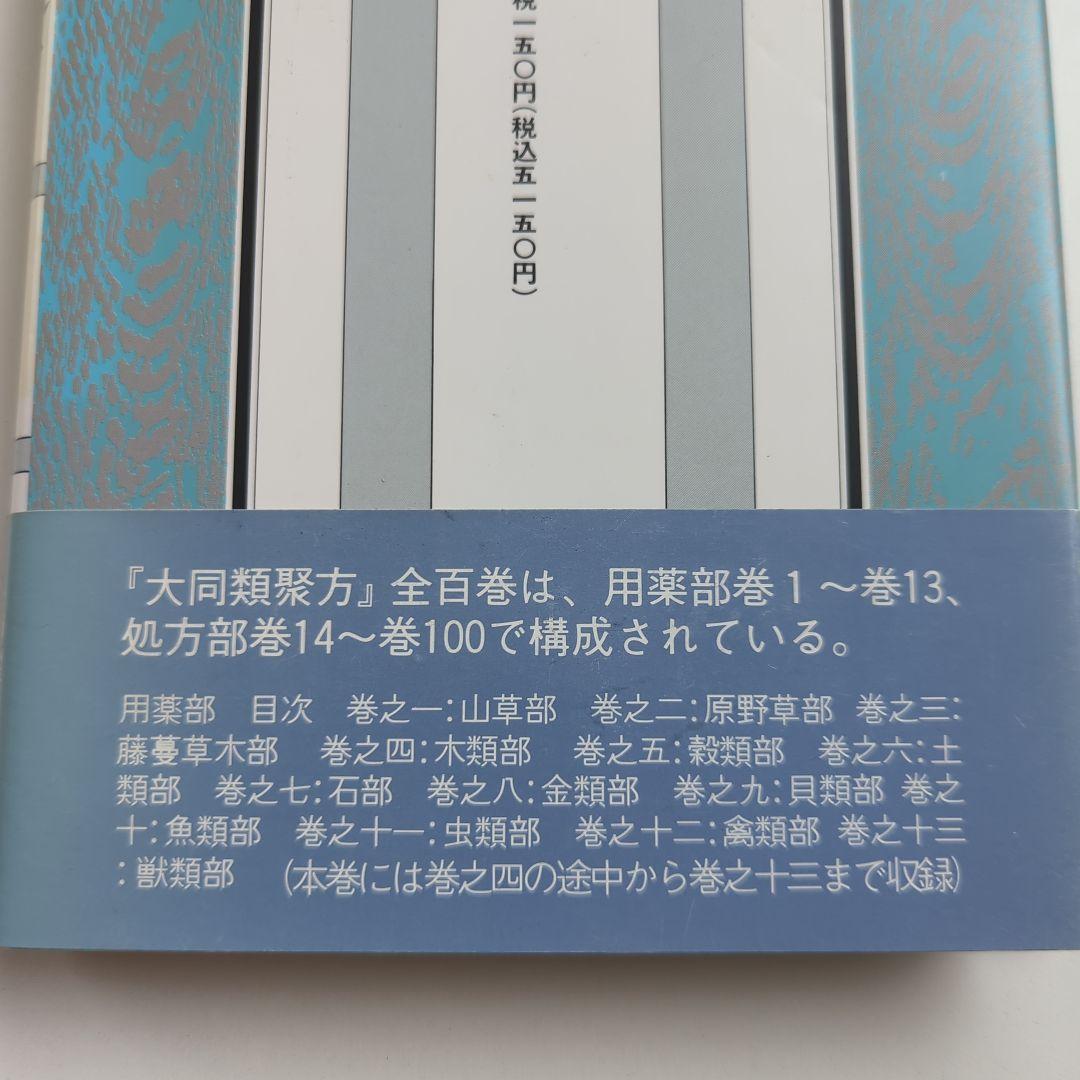 税一五〇円(税込五一五〇円)
『大同類聚方』全百巻は、用薬部巻1～巻13、
処方部巻14～巻100で構成されている。
用薬部　目次　巻之一:山草部　巻之二:原野草部　巻之三:
藤蔓草木部　巻之四:木類部　巻之五:穀類部　巻之六:土
類部　巻之七:石部　巻之八:金類部　巻之九:貝類部　巻之
十:魚類部　巻之十一:虫類部　巻之十二:禽類部　巻之十三
:獣類部　(本巻には巻之四の途中から巻之十三まで収録)